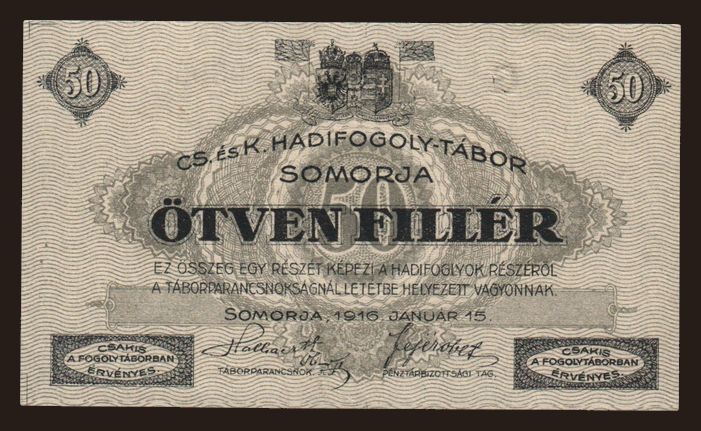 50
50
CS. ÉS K. HADIFOGOLY-TÁBOR
SOMORJA
50
ÖTVEN FILLÉR
EZ ÖSSZEG EGY RÉSZÉT KÉPEZI A HADIFOGLYOK RÉSZÉRŐL
A TÁBORPARANCSNOKSÁGNÁL LETÉTBE HELYEZETT VAGYONNAK.
SOMORJA, 1916. JANUÁR 15.
CSAKIS
A FOGOLYTÁBORBAN
ÉRVÉNYES.
TÁBORPARANCSNOK.
PÉNZTÁRBIZOTTSÁGI TAG.
CSAKIS
A FOGOLYTÁBORBAN
ÉRVÉNYES.